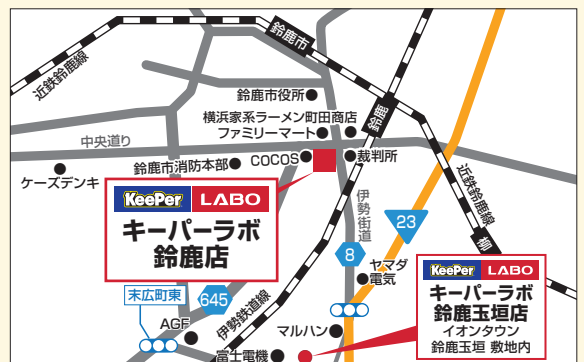 近鉄鈴鹿線
鈴鹿市
鈴鹿市役所
鈴鹿
横浜家系ラーメン町田商店
ファミリーマート
中央道り
COCOS
裁判所
鈴鹿市消防本部
ケーズデンキ
近鉄鈴鹿線
柳
KeePer LABO
キーパーラボ
鈴鹿店
伊勢街道
23
8
ヤマダ
電気
KeePer LABO
キーパーラボ
鈴鹿玉垣店
イオンタウン
鈴鹿玉垣 敷地内
末広町東
645
伊勢鉄道線
AGF
マルハン
富士電機